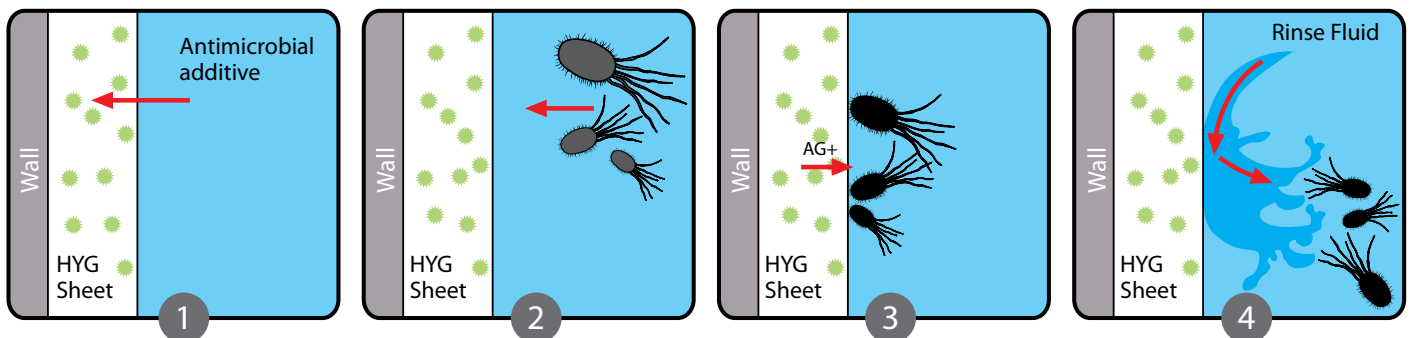 Wall
HYG
Sheet
Antimicrobial
additive
1
Wall
HYG
Sheet
2
Wall
HYG
Sheet
AG+
3
Wall
HYG
Sheet
Rinse Fluid
4